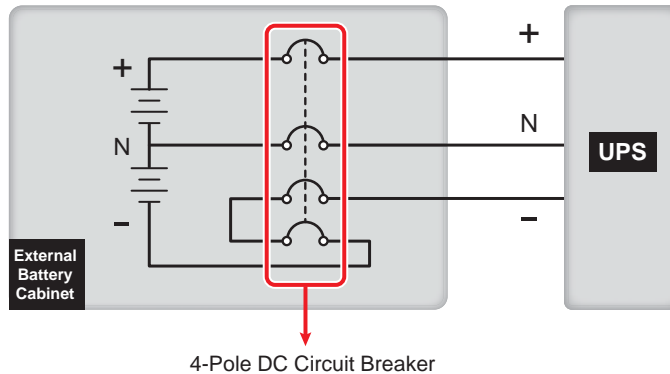 +
+
N
N
UPS
–
–
External
Battery
Cabinet
4-Pole DC Circuit Breaker